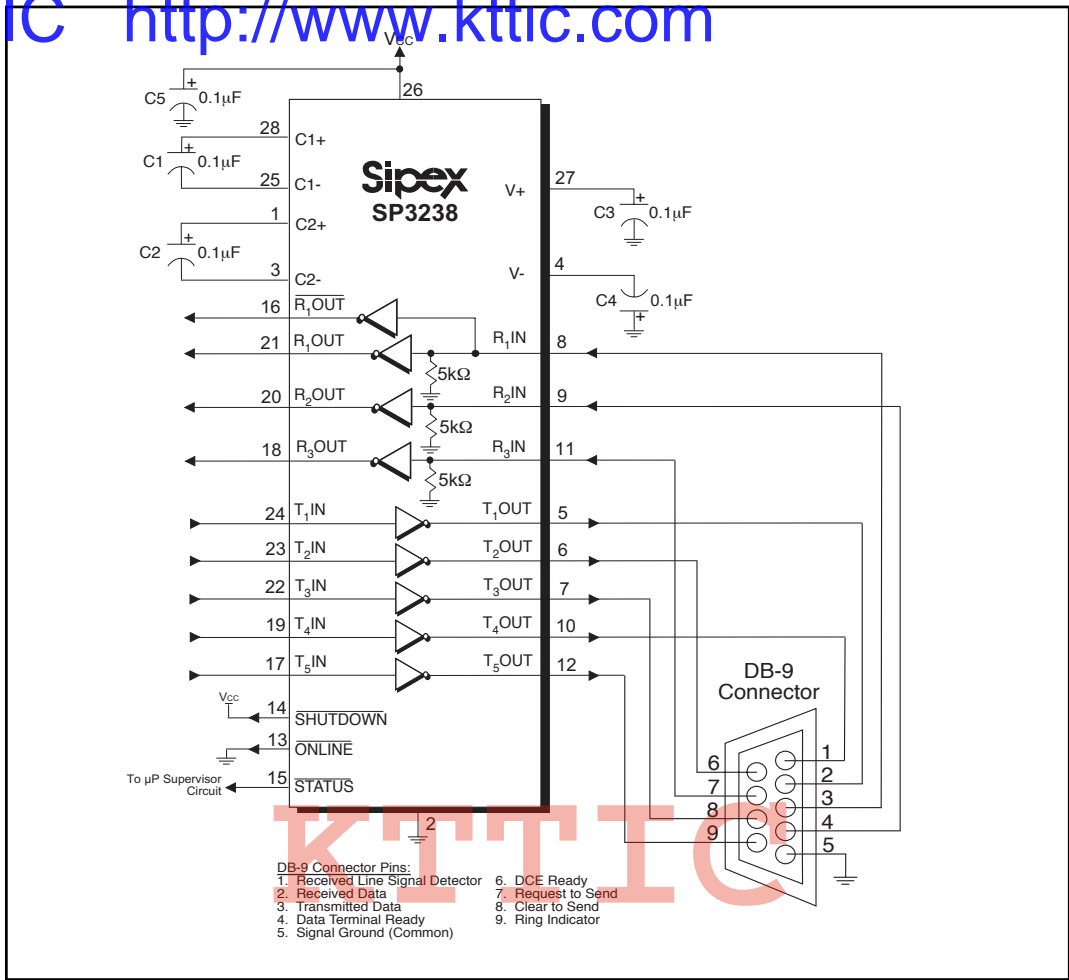 IC http://www.kttic.com
VCC
26
C5 + 0.1µF
28 C1+
C1 + 0.1µF
25 C1-
Sipex
SP3238
V+ 27
C3 + 0.1µF
1 C2+
C2 + 0.1µF
3 C2-
V- 4
C4 0.1µF +
16 R1OUT
21 R1OUT R1IN 8
5kΩ
20 R2OUT R2IN 9
5kΩ
18 R3OUT R3IN 11
5kΩ
24 T1IN T1OUT 5
23 T2IN T2OUT 6
22 T3IN T3OUT 7
19 T4IN T4OUT 10
17 T5IN T5OUT 12
VCC
14 SHUTDOWN
13 ONLINE
To µP Supervisor
Circuit
15 STATUS
2
DB-9
Connector
6
7
8
9
1
2
3
4
5
KTTIC
DB-9 Connector Pins:
1. Received Line Signal Detector
2. Received Data
3. Transmitted Data
4. Data Terminal Ready
5. Signal Ground (Common)
6. DCE Ready
7. Request to Send
8. Clear to Send
9. Ring Indicator